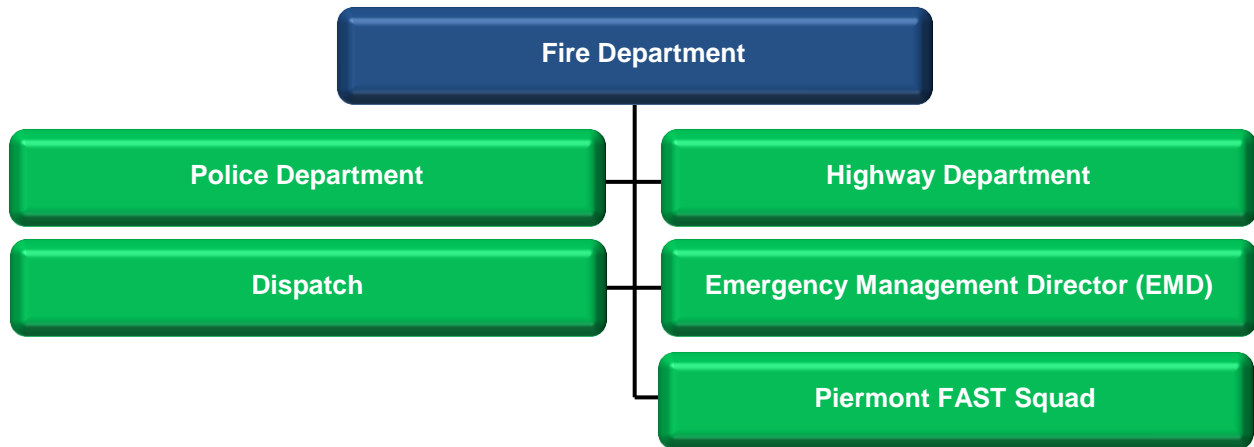 Fire Department
Police Department
Highway Department
Dispatch
Emergency Management Director (EMD)
Piermont FAST Squad